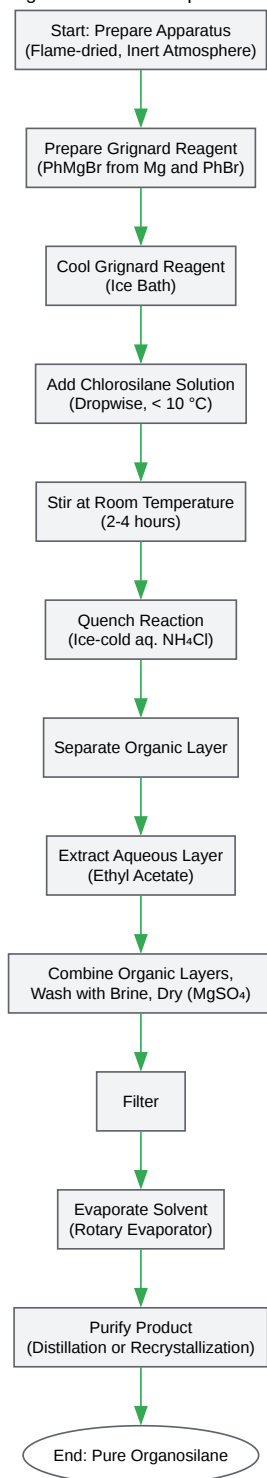 Start: Prepare Apparatus
(Flame-dried, Inert Atmosphere)
Prepare Grignard Reagent
(PhMgBr from Mg and PhBr)
Cool Grignard Reagent
(Ice Bath)
Add Chlorosilane Solution
(Dropwise, < 10 °C)
Stir at Room Temperature
(2-4 hours)
Quench Reaction
(Ice-cold aq. NH₄Cl)
Separate Organic Layer
Extract Aqueous Layer
(Ethyl Acetate)
Combine Organic Layers,
Wash with Brine, Dry (MgSO₄)
Filter
Evaporate Solvent
(Rotary Evaporator)
Purify Product
(Distillation or Recrystallization)
End: Pure Organosilane